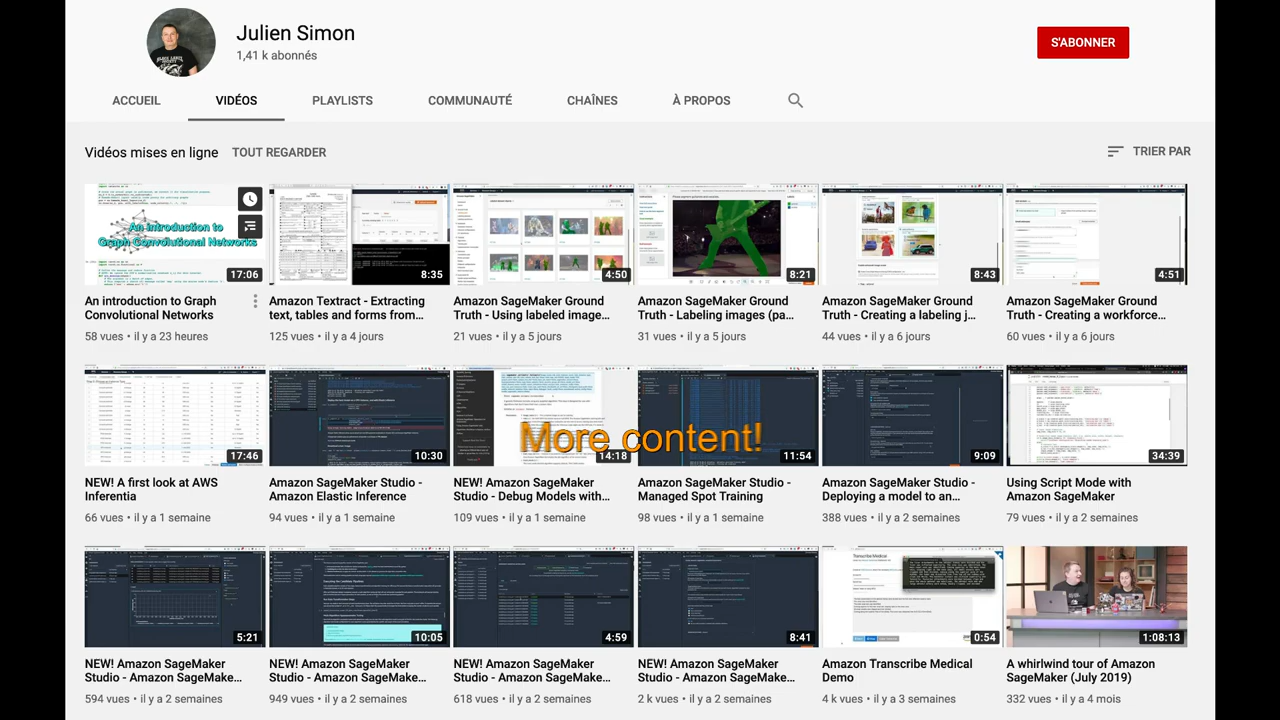 Julien Simon
1,41 k abonnés
S'ABONNER
ACCUEIL
VIDÉOS
PLAYLISTS
COMMUNAUTÉ
CHAÎNES
À PROPOS
Vidéos mises en ligne
TOUT REGARDER
TRIER PAR
An introduction to
Graph Convolutional Networks
17:06
8:35
4:50
8:21
8:43
4:51
An introduction to Graph
Convolutional Networks
58 vues • il y a 23 heures
Amazon Textract - Extracting
text, tables and forms from...
125 vues • il y a 4 jours
Amazon SageMaker Ground
Truth - Using labeled image...
21 vues • il y a 5 jours
Amazon SageMaker Ground
Truth - Labeling images (pa...
31 vues • il y a 5 jours
Amazon SageMaker Ground
Truth - Creating a labeling j...
44 vues • il y a 6 jours
Amazon SageMaker Ground
Truth - Creating a workforce...
60 vues • il y a 6 jours
lore content!
17:46
10:30
14:18
11:54
9:09
34:39
NEW! A first look at AWS
Inferentia
66 vues • il y a 1 semaine
Amazon SageMaker Studio -
Amazon Elastic Inference
94 vues • il y a 1 semaine
NEW! Amazon SageMaker
Studio - Debug Models with...
109 vues • il y a 1 semaine
Amazon SageMaker Studio -
Managed Spot Training
98 vues • il y a 1 semaine
Amazon SageMaker Studio -
Deploying a model to an...
388 vues • il y a 2 semaines
Using Script Mode with
Amazon SageMaker
79 vues • il y a 2 semaines
Transcribe Medical
5:21
10:05
4:59
8:41
0:54
1:08:13
NEW! Amazon SageMaker
Studio - Amazon SageMake...
594 vues • il y a 2 semaines
NEW! Amazon SageMaker
Studio - Amazon SageMake...
949 vues • il y a 2 semaines
NEW! Amazon SageMaker
Studio - Amazon SageMake...
618 vues • il y a 2 semaines
NEW! Amazon SageMaker
Studio - Amazon SageMake...
2 k vues • il y a 2 semaines
Amazon Transcribe Medical
Demo
4 k vues • il y a 3 semaines
A whirlwind tour of Amazon
SageMaker (July 2019)
332 vues • il y a 4 mois